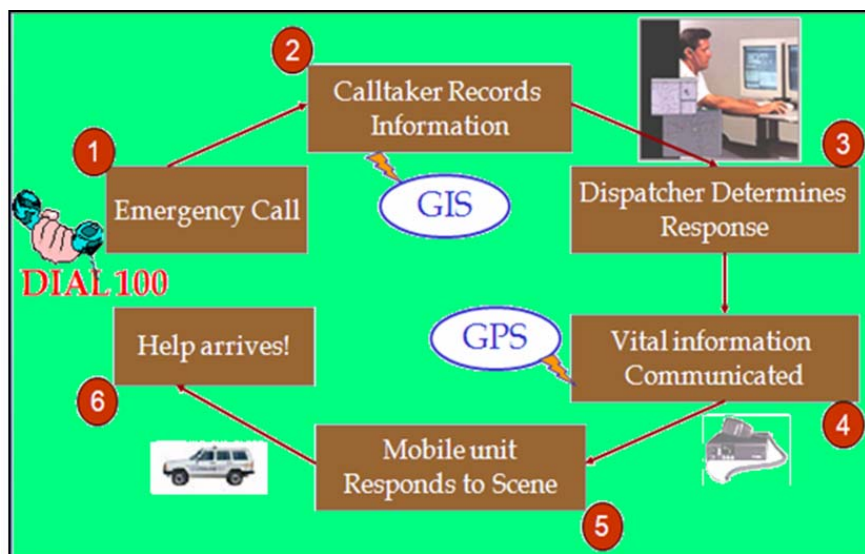 2
Calltaker Records
Information
1
3
Emergency Call
GIS
Dispatcher Determines
Response
DIAL 100
Help arrives!
GPS
Vital information
Communicated
6
4
Mobile unit
Responds to Scene
5